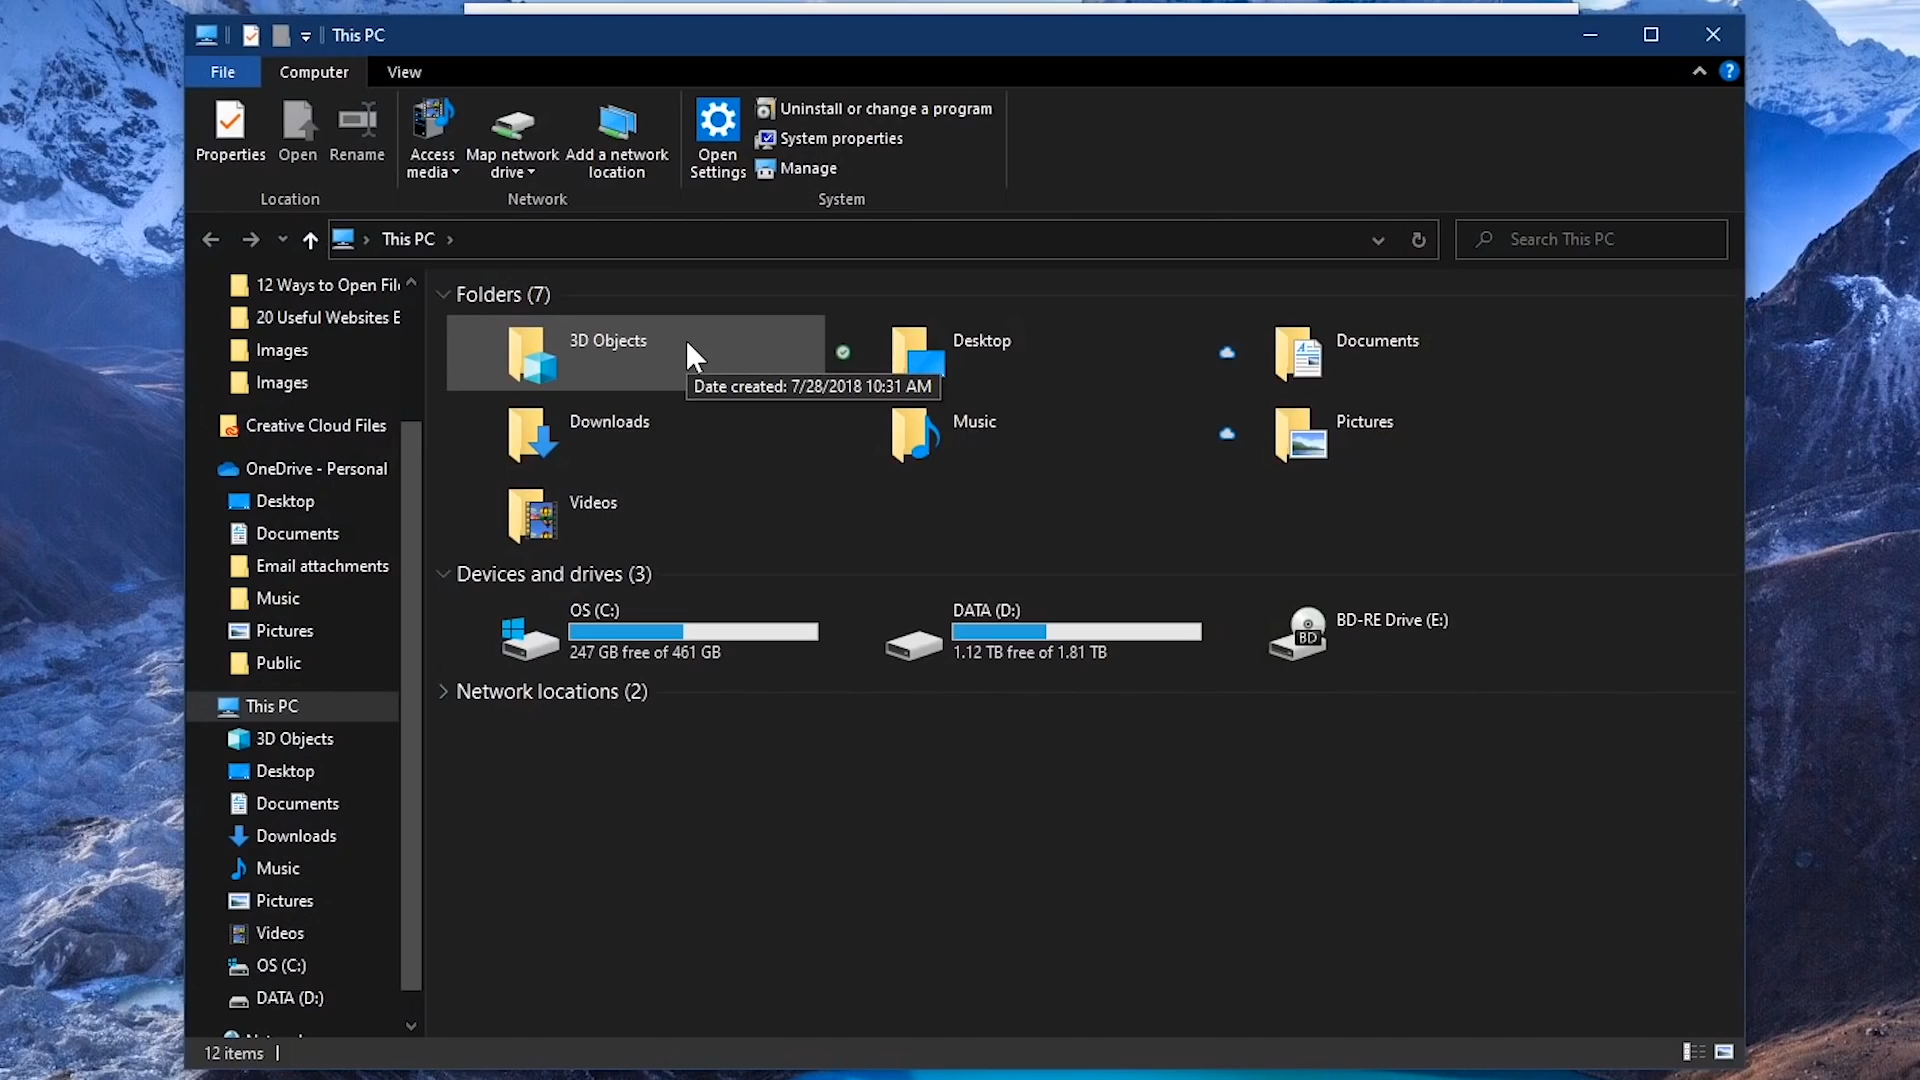 This PC
File
Computer
View
?
Properties
Open
Rename
Access media
Map network drive
Add a network location
Open Settings
Uninstall or change a program
System properties
Manage
Location
Network
System
This PC
Search This PC
12 Ways to Open Fil
20 Useful Websites E
Images
Images
Creative Cloud Files
OneDrive - Personal
Desktop
Documents
Email attachments
Music
Pictures
Public
This PC
3D Objects
Desktop
Documents
Downloads
Music
Pictures
Videos
OS (C:)
DATA (D:)
Folders (7)
3D Objects
Desktop
Documents
Date created: 7/28/2018 10:31 AM
Downloads
Music
Pictures
Videos
Devices and drives (3)
OS (C:)
247 GB free of 461 GB
DATA (D:)
1.12 TB free of 1.81 TB
BD
BD-RE Drive (E:)
Network locations (2)
12 items